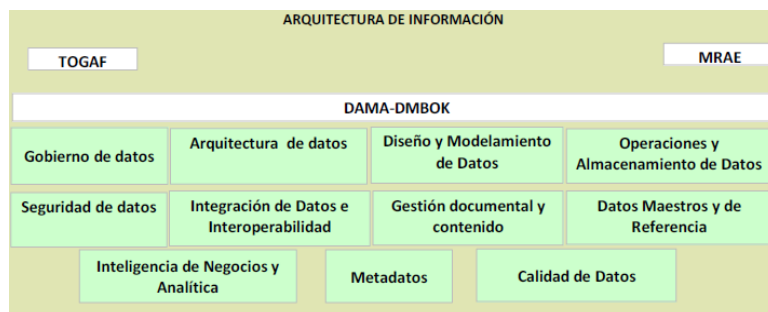 ARQUITECTURA DE INFORMACIÓN
TOGAF
MRAE
DAMA-DMBOK
Gobierno de datos
Arquitectura de datos
Diseño y Modelamiento
de Datos
Operaciones y
Almacenamiento de Datos
Seguridad de datos
Integración de Datos e
Interoperabilidad
Gestión documental y
contenido
Datos Maestros y de
Referencia
Inteligencia de Negocios y
Analítica
Metadatos
Calidad de Datos